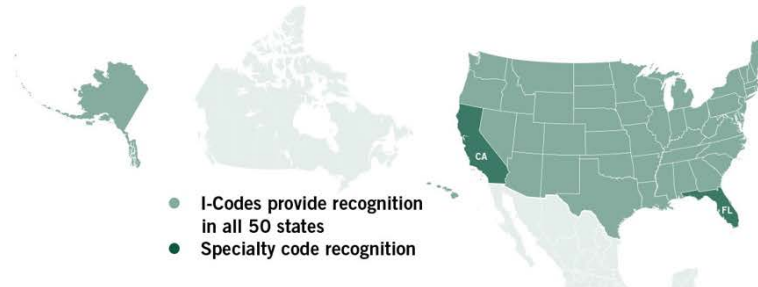 CA
FL
I-Codes provide recognition
in all 50 states
Specialty code recognition